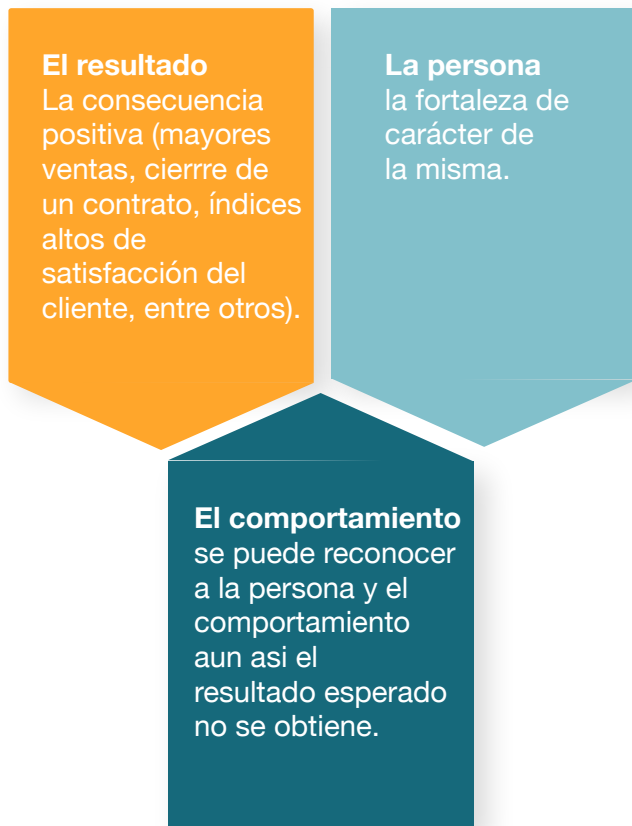 El resultado
La consecuencia
positiva (mayores
ventas, cierrre de
un contrato, índices
altos de
satisfacción del
cliente, entre otros).
La persona
la fortaleza de
carácter de
la misma.
El comportamiento
se puede reconocer
a la persona y el
comportamiento
aun asi el
resultado esperado
no se obtiene.